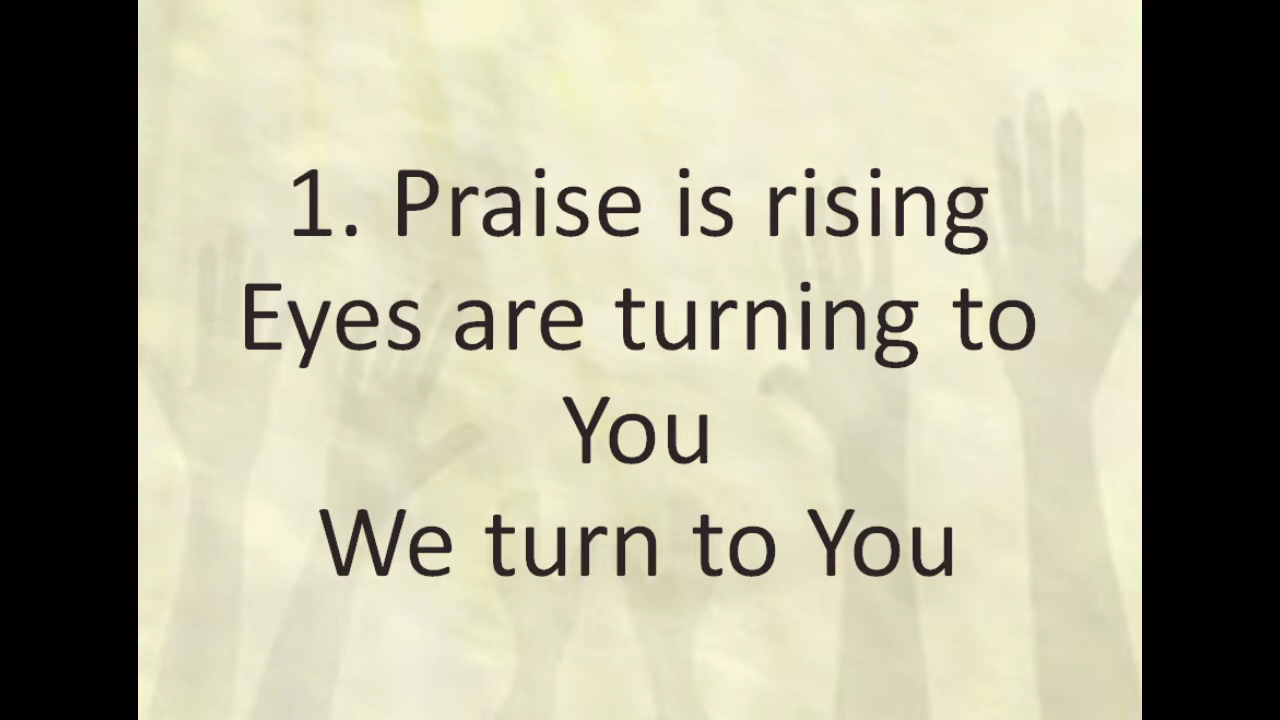 1. Praise is rising
Eyes are turning to
You
We turn to You